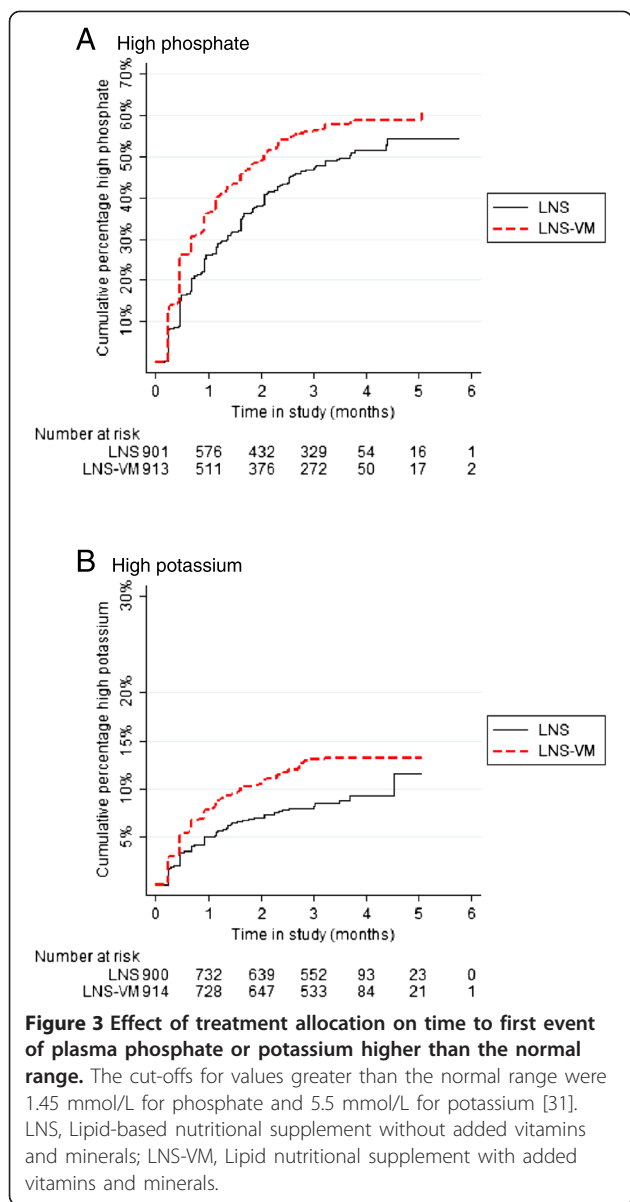 A High phosphate
Cumulative percentage high phosphate
70%
60%
50%
40%
30%
20%
10%
LNS
LNS-VM
0 1 2 3 4 5 6
Time in study (months)
Number at risk
LNS 901 576 432 329 54 16 1
LNS-VM 913 511 376 272 50 17 2
B High potassium
Cumulative percentage high potassium
30%
20%
15%
10%
5%
LNS
LNS-VM
0 1 2 3 4 5 6
Time in study (months)
Number at risk
LNS 900 732 639 552 93 23 0
LNS-VM 914 728 647 533 84 21 1
Figure 3 Effect of treatment allocation on time to first event
of plasma phosphate or potassium higher than the normal
range. The cut-offs for values greater than the normal range were
1.45 mmol/L for phosphate and 5.5 mmol/L for potassium [31].
LNS, Lipid-based nutritional supplement without added vitamins
and minerals; LNS-VM, Lipid nutritional supplement with added
vitamins and minerals.